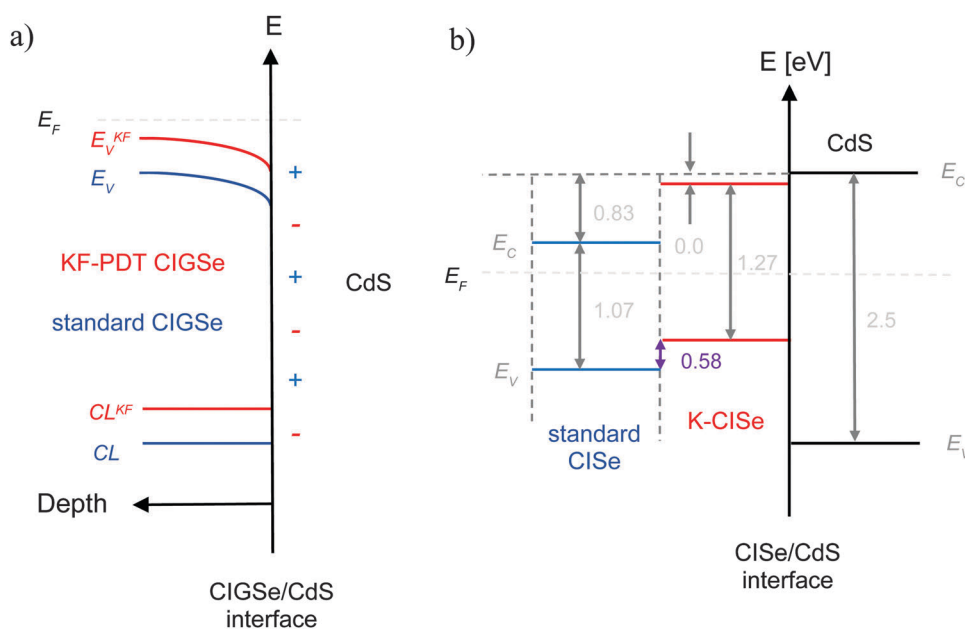 a)
E
E_F
E_V^KF
E_V
+
-
KF-PDT CIGSe
+
CdS
standard CIGSe
-
+
CL^KF
-
CL
Depth
CIGSe/CdS
interface
b)
E [eV]
CdS
E_C
0.83
E_C
0.0
1.27
E_F
1.07
2.5
0.58
E_V
K-CISe
standard
CISe
E_V
CISe/CdS
interface